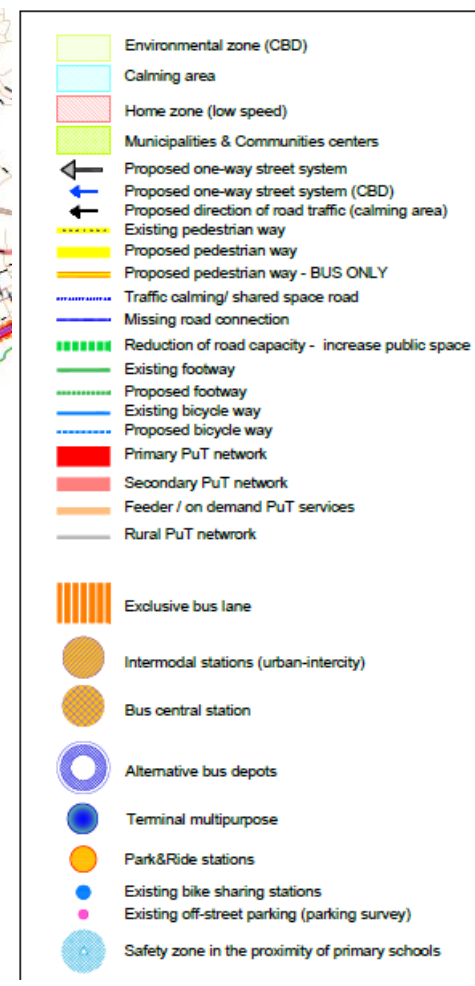 Environmental zone (CBD)
Calming area
Home zone (low speed)
Municipalities & Communities centers
Proposed one-way street system
Proposed one-way street system (CBD)
Proposed direction of road traffic (calming area)
Existing pedestrian way
Proposed pedestrian way
Proposed pedestrian way - BUS ONLY
Traffic calming/ shared space road
Missing road connection
Reduction of road capacity - increase public space
Existing footway
Proposed footway
Existing bicycle way
Proposed bicycle way
Primary PuT network
Secondary PuT network
Feeder / on demand PuT services
Rural PuT netwrork
Exclusive bus lane
Intermodal stations (urban-intercity)
Bus central station
Alternative bus depots
Terminal multipurpose
Park&Ride stations
Existing bike sharing stations
Existing off-street parking (parking survey)
Safety zone in the proximity of primary schools